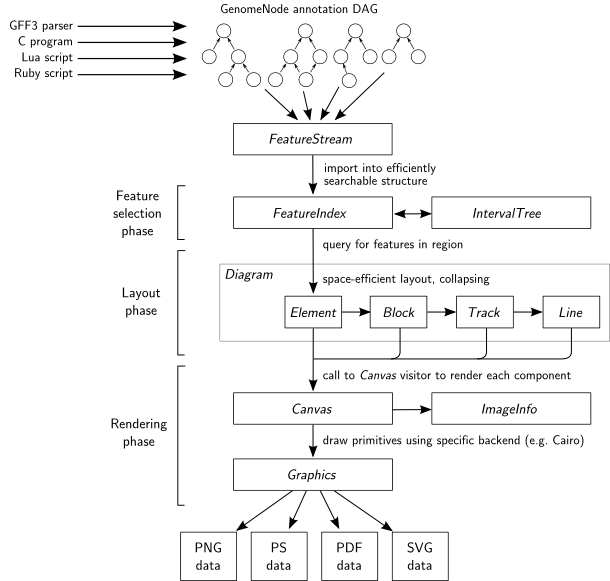 GenomeNode annotation DAG
GFF3 parser
C program
Lua script
Ruby script
FeatureStream
import into efficiently
searchable structure
Feature
selection
phase
FeatureIndex
IntervalTree
query for features in region
Layout
phase
Diagram
space-efficient layout, collapsing
Element
Block
Track
Line
call to Canvas visitor to render each component
Rendering
phase
Canvas
ImageInfo
draw primitives using specific backend (e.g. Cairo)
Graphics
PNG
data
PS
data
PDF
data
SVG
data